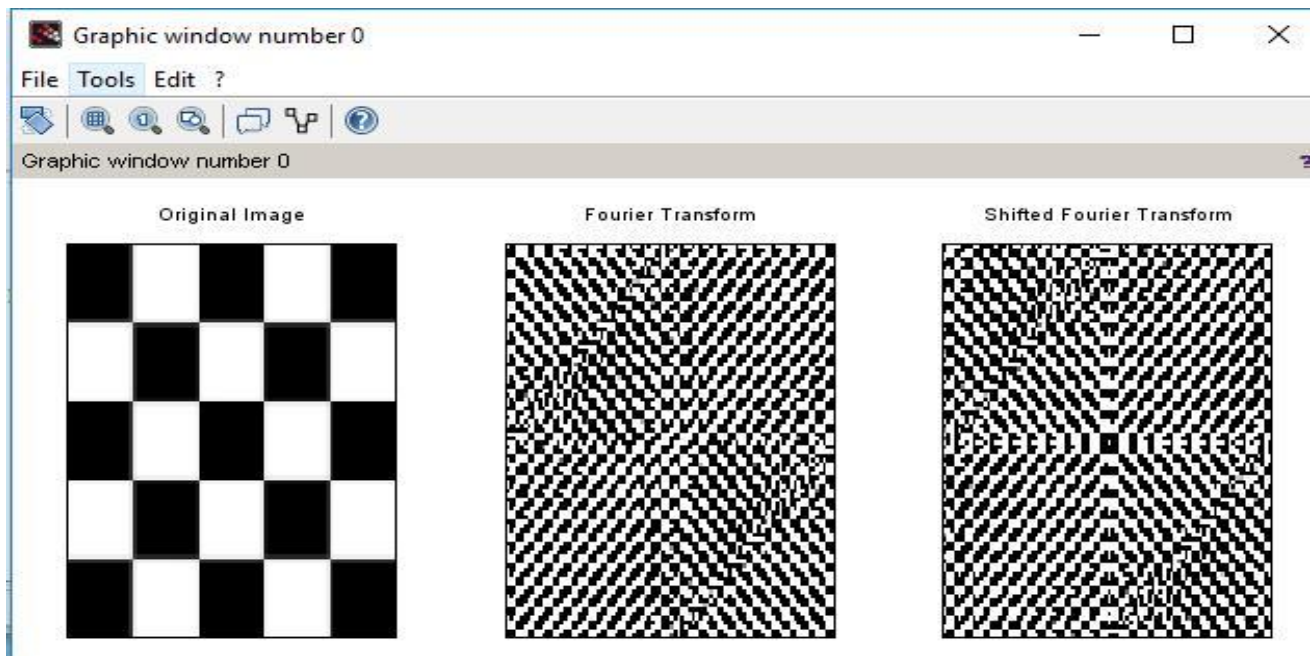 Graphic window number 0
File Tools Edit ?
Graphic window number 0 ?
Original Image Fourier Transform Shifted Fourier Transform